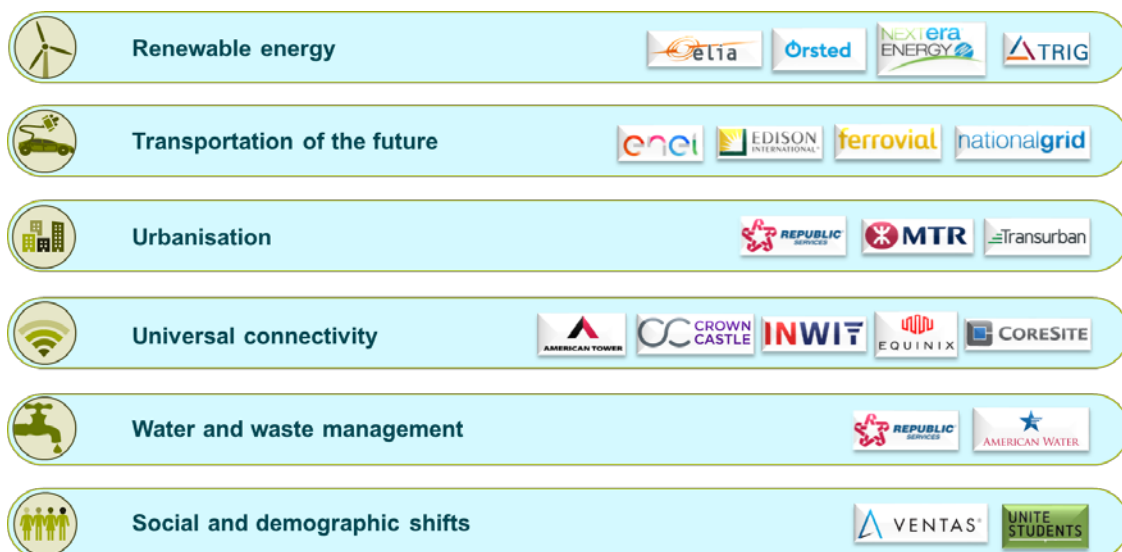 Renewable energy
elia
Orsted
NEXTera
ENERGY
TRIG
Transportation of the future
enel
EDISON
INTERNATIONAL®
ferrovial
nationalgrid
Urbanisation
REPUBLIC
SERVICES
MTR
Transurban
Universal connectivity
AMERICAN TOWER
CROWN
CASTLE
INWIT
EQUINIX
CORESITE
Water and waste management
REPUBLIC
SERVICES
AMERICAN WATER
Social and demographic shifts
VENTAS®
UNITE
STUDENTS